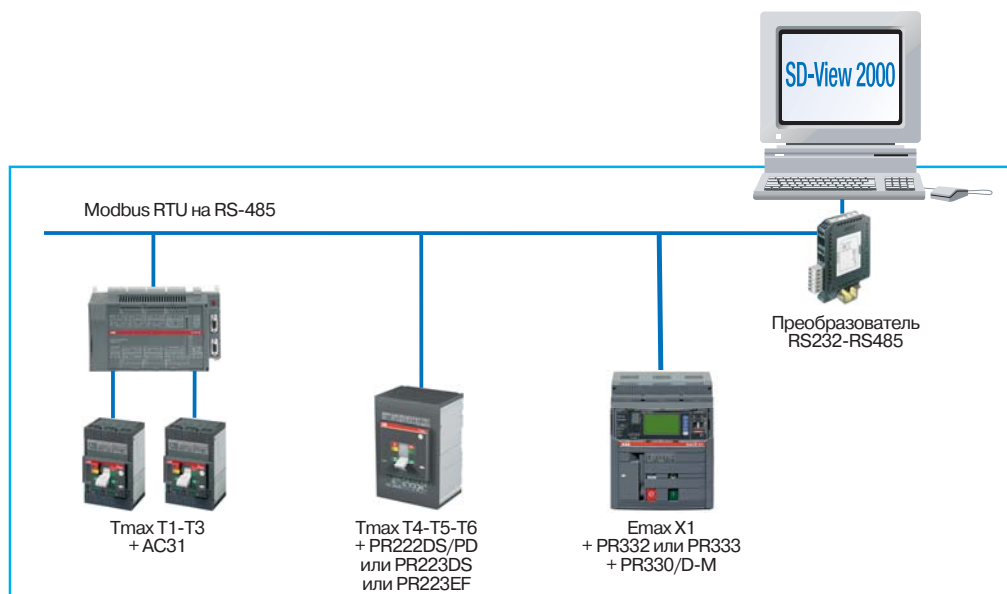 SD-View 2000
Modbus RTU на RS-485
Преобразователь
RS232-RS485
Tmax T1-T3
+ AC31
Tmax T4-T5-T6
+ PR222DS/PD
или PR223DS
или PR223EF
Emax X1
+ PR332 или PR333
+ PR330/D-M